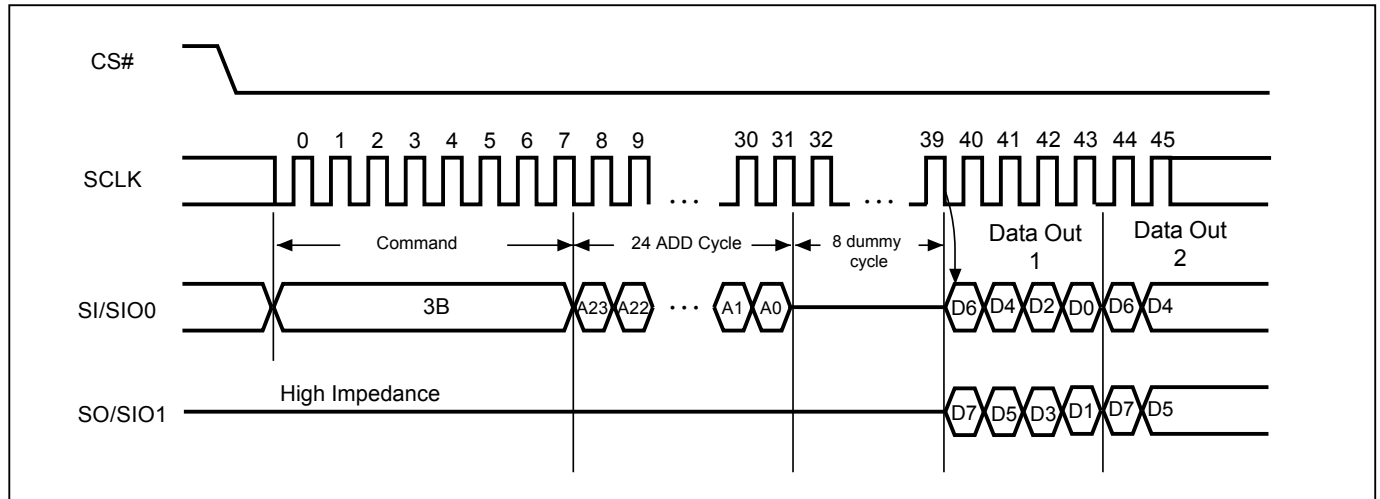 CS#
0 1 2 3 4 5 6 7 8 9 30 31 32 39 40 41 42 43 44 45
SCLK
... ...
Command 24 ADD Cycle 8 dummy cycle Data Out 1 Data Out 2
SI/SIO0 3B A23 A22 ... A1 A0 D6 D4 D2 D0 D6 D4
High Impedance
SO/SIO1 D7 D5 D3 D1 D7 D5